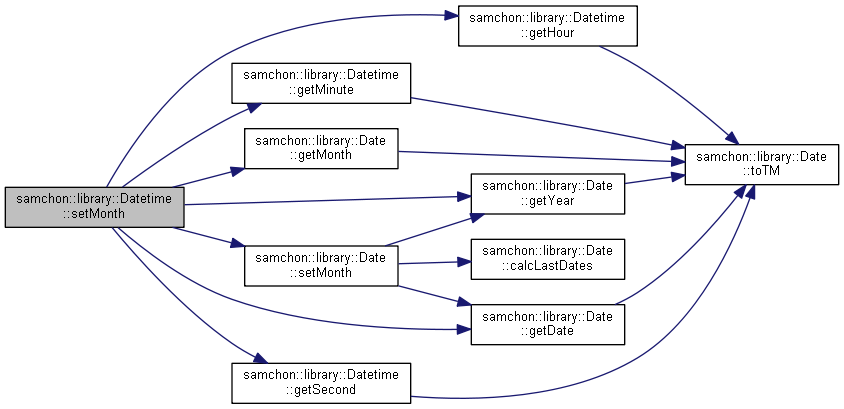 samchon::library::Datetime
::getHour
samchon::library::Datetime
::getMinute
samchon::library::Date
::getMonth
samchon::library::Date
::toTM
samchon::library::Datetime
::setMonth
samchon::library::Date
::getYear
samchon::library::Date
::setMonth
samchon::library::Date
::calcLastDates
samchon::library::Date
::getDate
samchon::library::Datetime
::getSecond